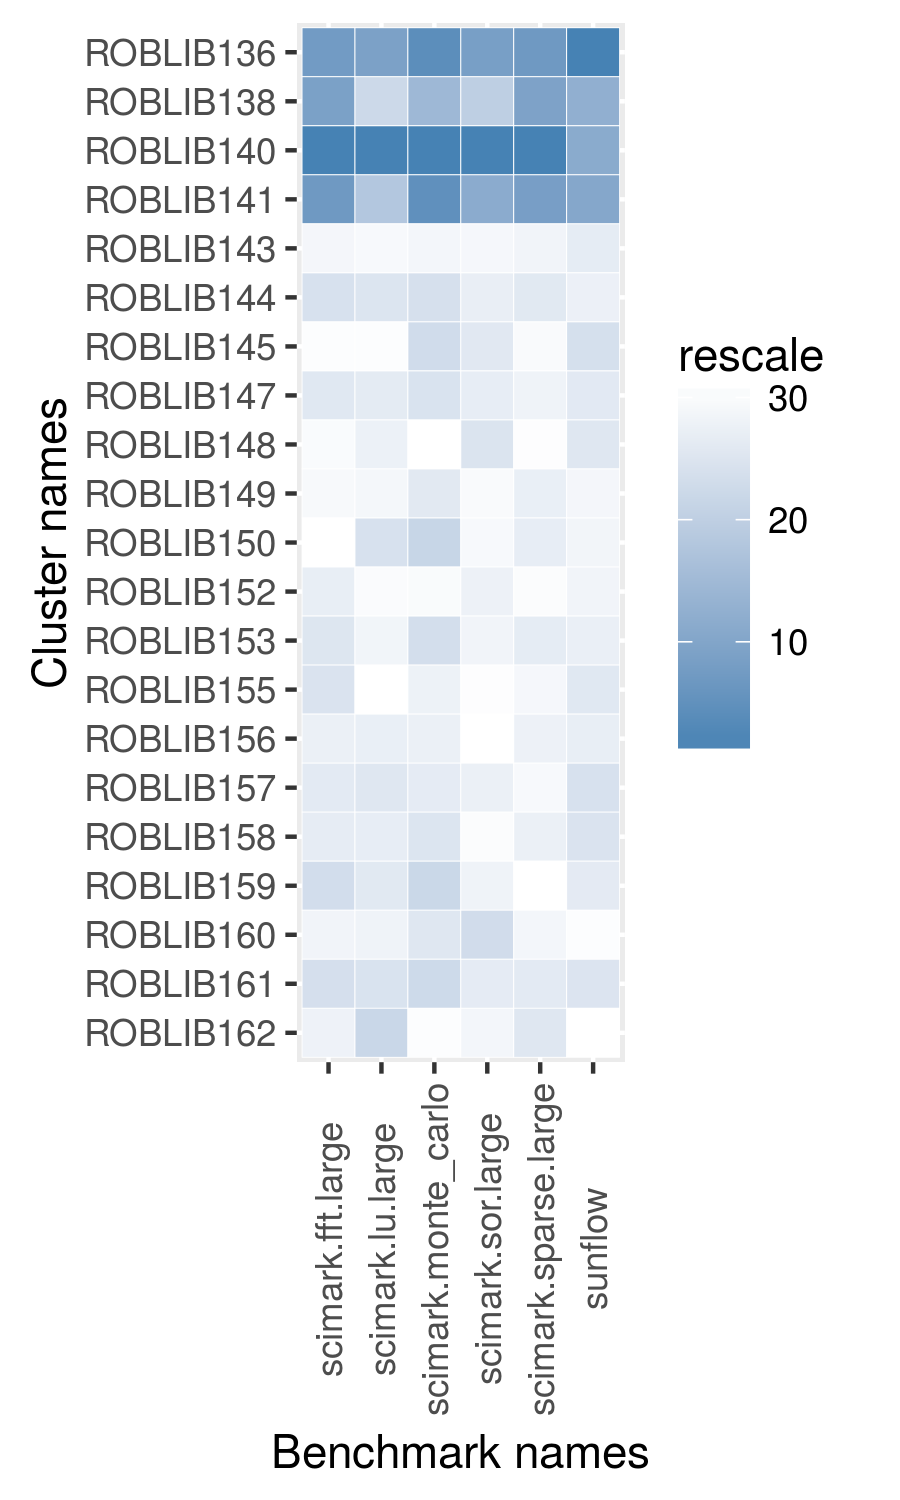 ROBLIB136
ROBLIB138
ROBLIB140
ROBLIB141
ROBLIB143
ROBLIB144
ROBLIB145
ROBLIB147
ROBLIB148
ROBLIB149
ROBLIB150
ROBLIB152
ROBLIB153
ROBLIB155
ROBLIB156
ROBLIB157
ROBLIB158
ROBLIB159
ROBLIB160
ROBLIB161
ROBLIB162
Cluster names
rescale
30
20
10
scimark.fft.large
scimark.lu.large
scimark.monte_carlo
scimark.sor.large
scimark.sparse.large
sunflow
Benchmark names